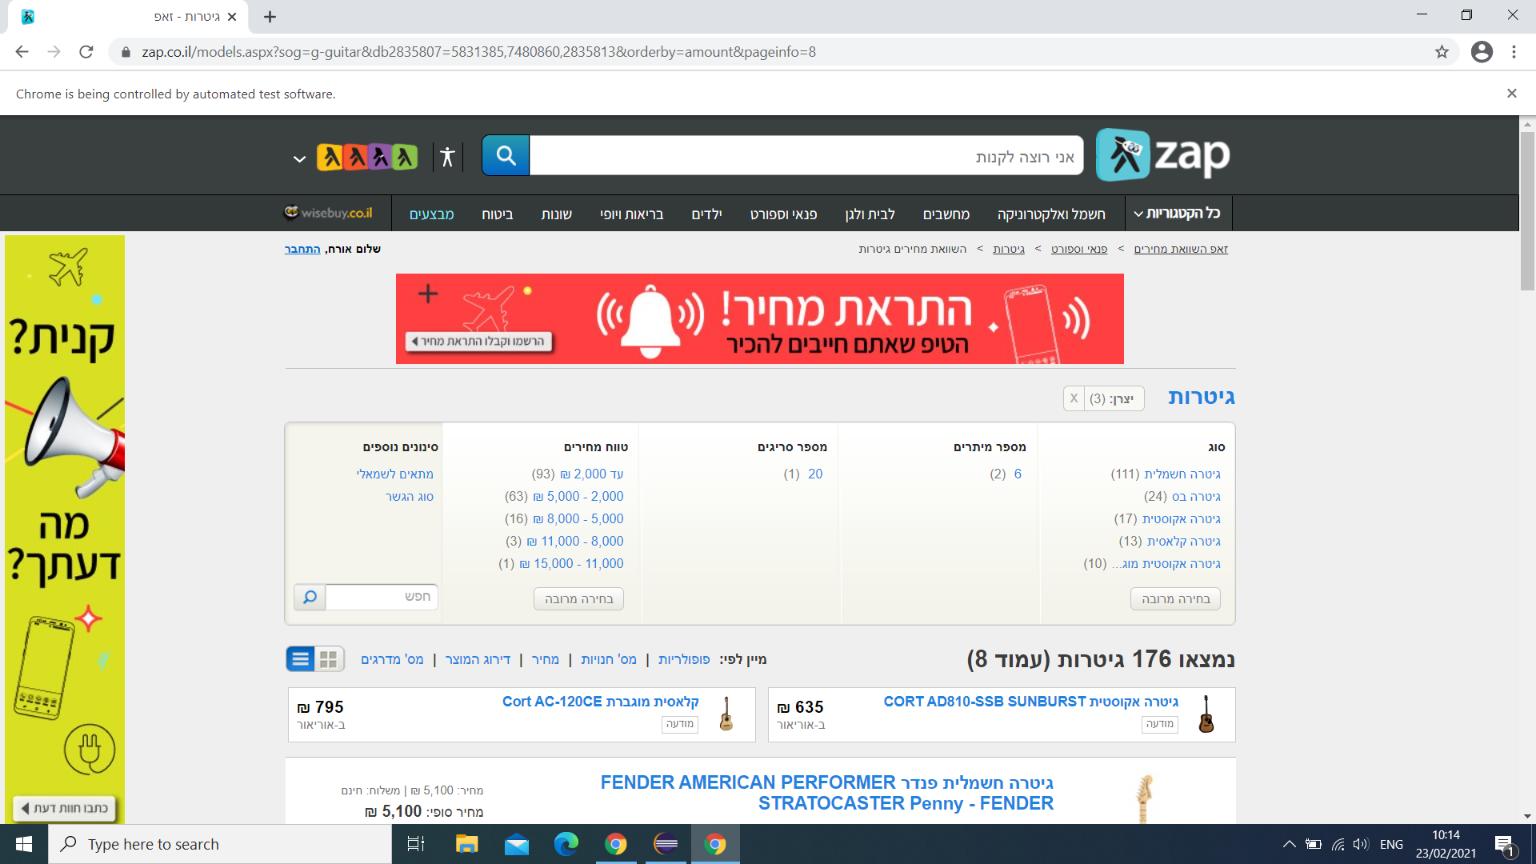 גיטרות - זאפ
zap.co.il/models.aspx?sog=g-guitar&db2835807=5831385,7480860,2835813&orderby=amount&pageinfo=8
Chrome is being controlled by automated test software.
zap
אני רוצה לקנות
כל הקטגוריות
חשמל ואלקטרוניקה
מחשבים
לבית ולגן
פנאי וספורט
ילדים
בריאות ויופי
שונות
ביטוח
מבצעים
wisebuy.co.il
זאפ השוואת מחירים > פנאי וספורט > גיטרות > השוואת מחירים גיטרות
שלום אורח, התחבר
התראת מחיר!
הטיפ שאתם חייבים להכיר
הרשמו וקבלו התראת מחיר
קנית?
מה
דעתך?
כתבו חוות דעת
גיטרות
יצרן: (3) X
סוג
גיטרה חשמלית (111)
גיטרה בס (24)
גיטרה אקוסטית (17)
גיטרה קלאסית (13)
גיטרה אקוסטית מוג... (10)
בחירה מרובה
מספר מיתרים
6 (2)
מספר סריגים
20 (1)
טווח מחירים
עד 2,000 ₪ (93)
2,000 - 5,000 ₪ (63)
5,000 - 8,000 ₪ (16)
8,000 - 11,000 ₪ (3)
11,000 - 15,000 ₪ (1)
בחירה מרובה
סינונים נוספים
מתאים לשמאלי
סוג הגשר
חפש
נמצאו 176 גיטרות (עמוד 8)
מיין לפי: פופולריות | מס' חנויות | מחיר | דירוג המוצר | מס' מדרגים
גיטרה אקוסטית CORT AD810-SSB SUNBURST
מודעה
635 ₪
ב-אוריאור
קלאסית מוגברת Cort AC-120CE
מודעה
795 ₪
ב-אוריאור
גיטרה חשמלית פנדר FENDER AMERICAN PERFORMER
STRATOCASTER Penny - FENDER
מחיר: 5,100 ₪ | משלוח: חינם
מחיר סופי: 5,100 ₪
Type here to search
ENG
10:14
23/02/2021
1